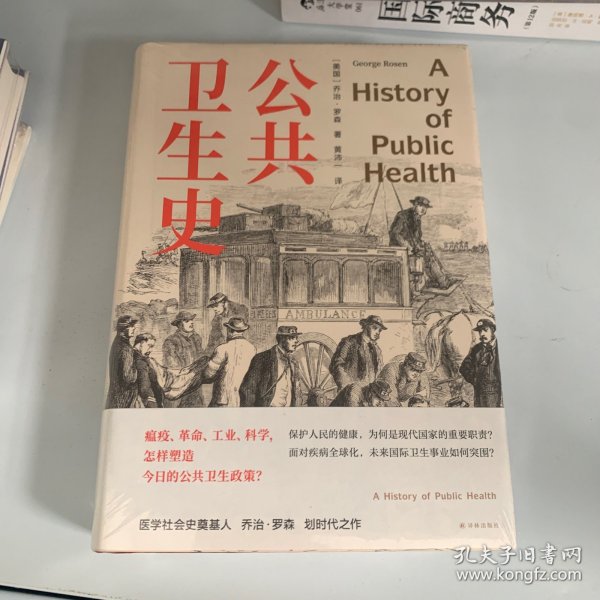 国际商务
(第12版)
公共
卫生史
[美国] 乔治·罗森 著 黄沛一 译
George Rosen
A
History
of
Public
Health
AMBULANCE
瘟疫、革命、工业、科学,
怎样塑造
今日的公共卫生政策?
保护人民的健康,为何是现代国家的重要职责?
面对疾病全球化,未来国际卫生事业如何突围?
A History of Public Health
医学社会史奠基人 乔治·罗森 划时代之作
译林出版社
孔夫子旧书网
www.kongfz.com